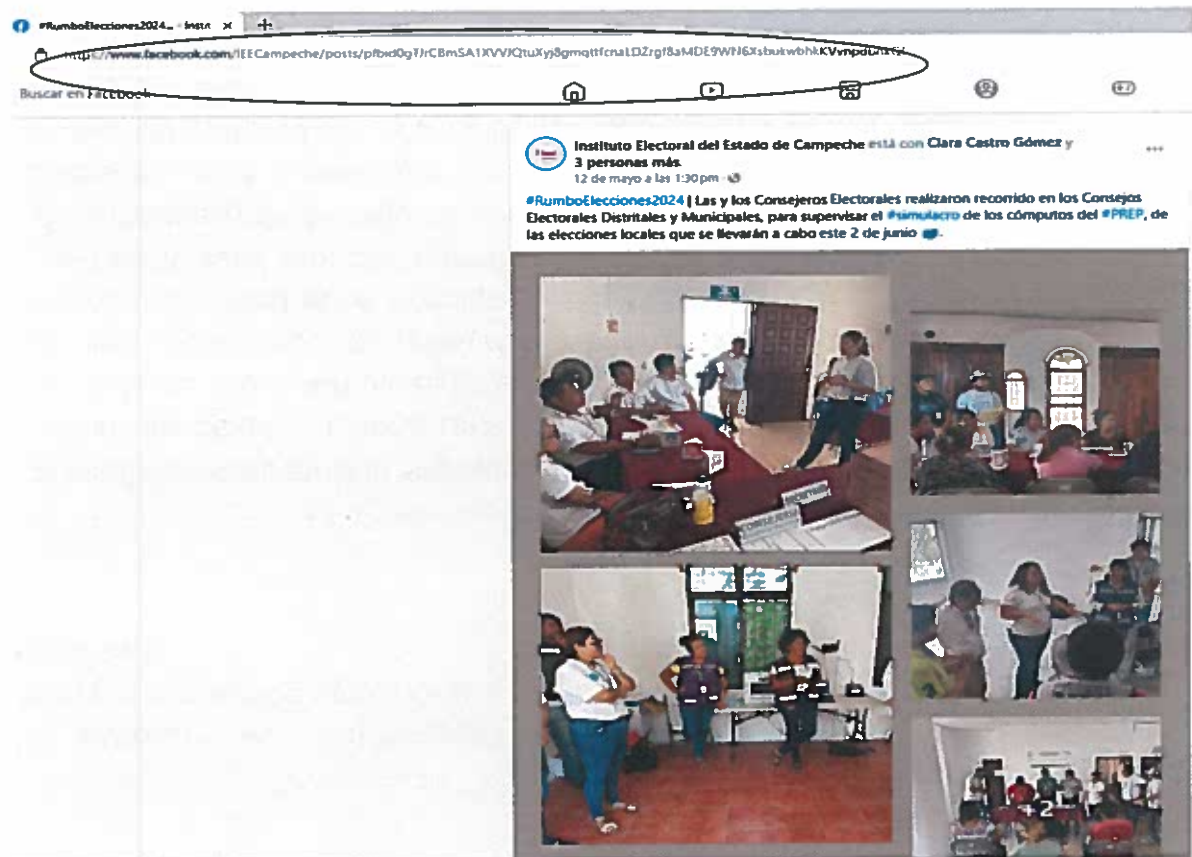 #RumboElecciones2024
https://www.facebook.com/IEECampeche/posts/
Buscar en Facebook
Instituto Electoral del Estado de Campeche está con Clara Castro Gómez y
3 personas más.
12 de mayo a las 1:30 pm
#RumboElecciones2024 | Las y los Consejeros Electorales realizaron recorrido en los Consejos
Electorales Distritales y Municipales, para supervisar el #simulacro de los cómputos del #PREP, de
las elecciones locales que se llevarán a cabo este 2 de junio
CONSEJERO
+2